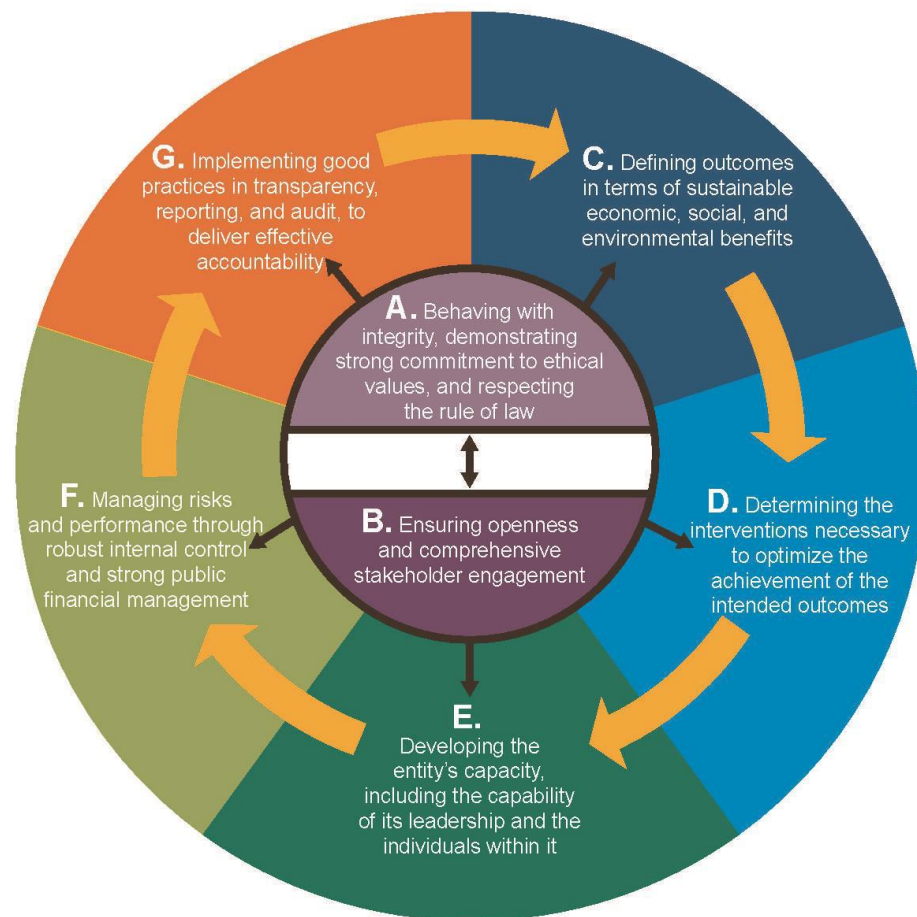 A. Behaving with
integrity, demonstrating
strong commitment to ethical
values, and respecting
the rule of law
B. Ensuring openness
and comprehensive
stakeholder engagement
C. Defining outcomes
in terms of sustainable
economic, social, and
environmental benefits
D. Determining the
interventions necessary
to optimize the
achievement of the
intended outcomes
E.
Developing the
entity's capacity,
including the capability
of its leadership and the
individuals within it
F. Managing risks
and performance through
robust internal control
and strong public
financial management
G. Implementing good
practices in transparency,
reporting, and audit, to
deliver effective
accountability